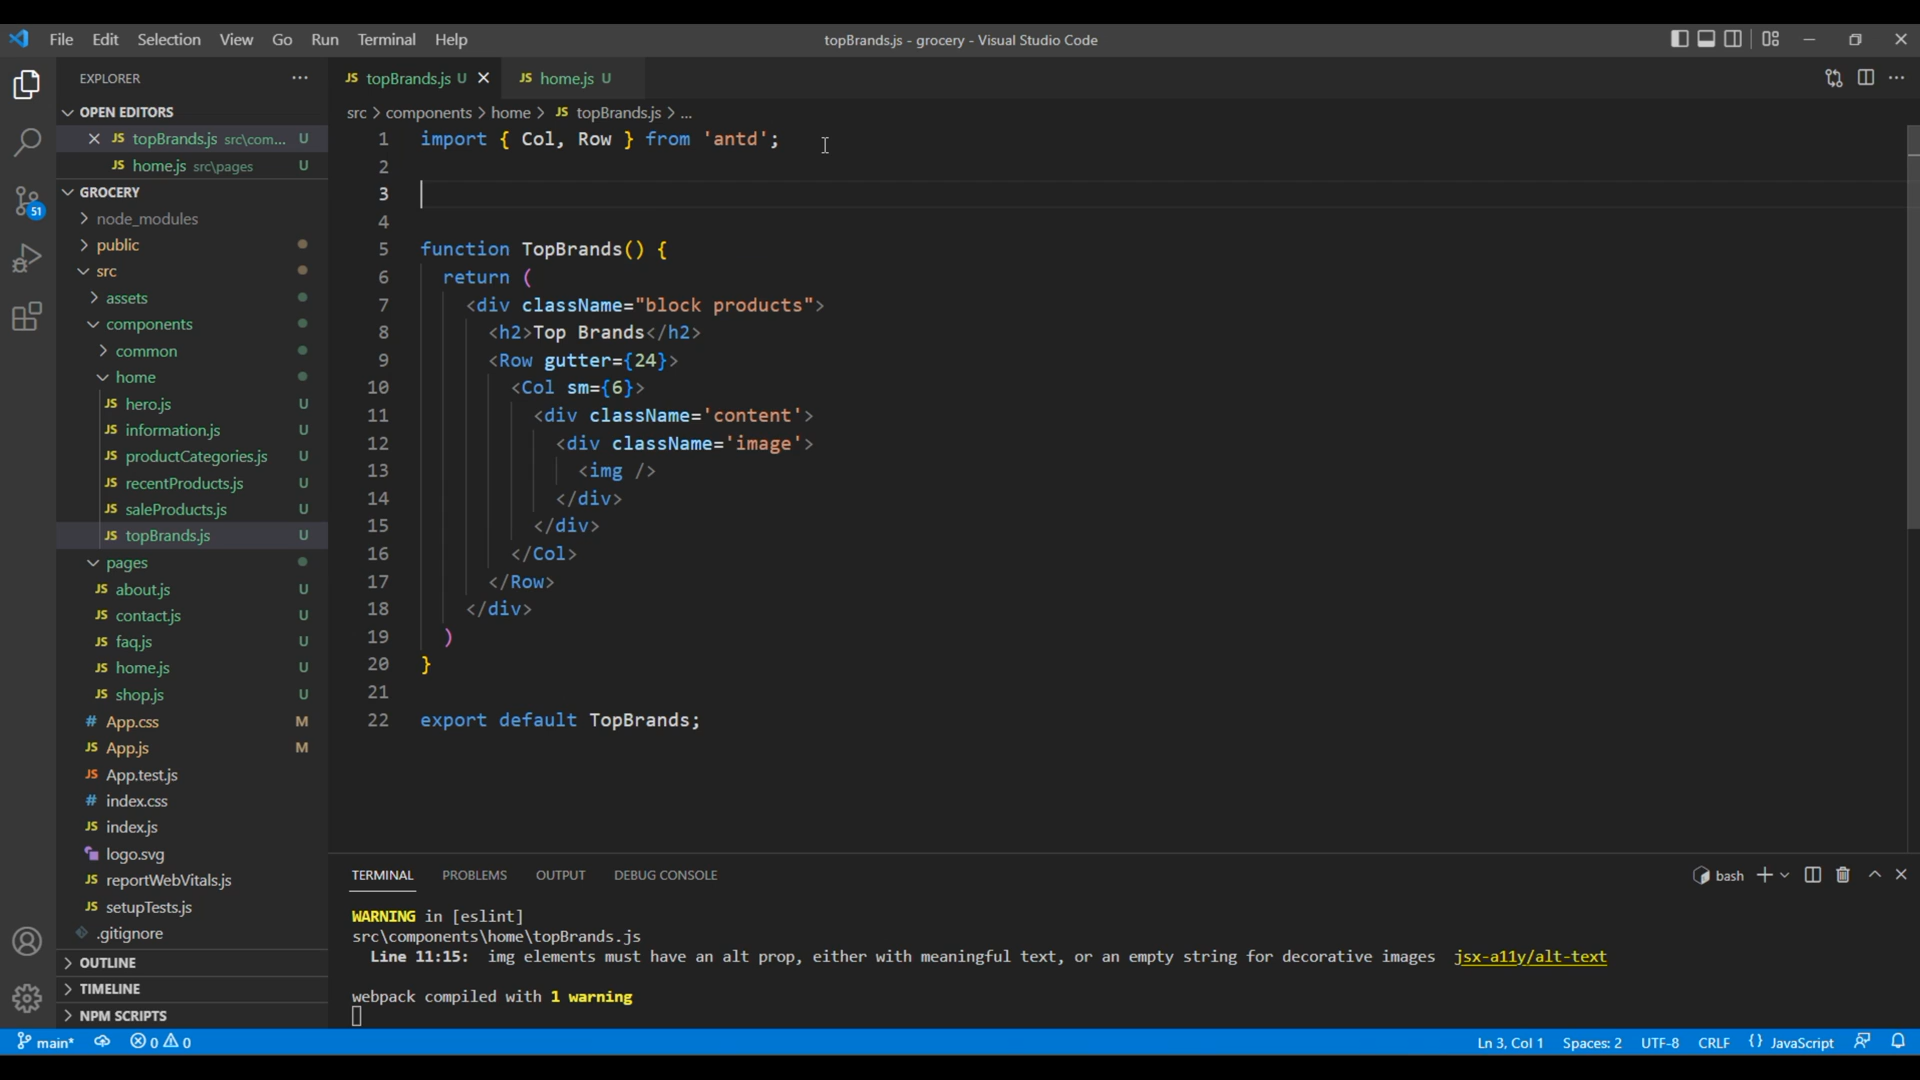 File Edit Selection View Go Run Terminal Help
topBrands.js - grocery - Visual Studio Code
EXPLORER ...
OPEN EDITORS
JS topBrands.js src\com... U
JS home.js src\pages U
GROCERY
51
node_modules
public
src
assets
components
common
home
JS hero.js U
JS information.js U
JS productCategories.js U
JS recentProducts.js U
JS saleProducts.js U
JS topBrands.js U
pages
JS about.js U
JS contact.js U
JS faq.js U
JS home.js U
JS shop.js U
# App.css M
JS App.js M
JS App.test.js
# index.css
JS index.js
logo.svg
JS reportWebVitals.js
JS setupTests.js
.gitignore
OUTLINE
TIMELINE
NPM SCRIPTS
JS topBrands.js U
JS home.js U
src > components > home > JS topBrands.js > ...
1 import { Col, Row } from 'antd';
2
3
4
5 function TopBrands() {
6 return (
7 <div className="block products">
8 <h2>Top Brands</h2>
9 <Row gutter={24}>
10 <Col sm={6}>
11 <div className='content'>
12 <div className='image'>
13 <img />
14 </div>
15 </div>
16 </Col>
17 </Row>
18 </div>
19 )
20 }
21
22 export default TopBrands;
TERMINAL PROBLEMS OUTPUT DEBUG CONSOLE
bash
WARNING in [eslint]
src\components\home\topBrands.js
Line 11:15: img elements must have an alt prop, either with meaningful text, or an empty string for decorative images jsx-a11y/alt-text
webpack compiled with 1 warning
main* 0 0
Ln 3, Col 1 Spaces: 2 UTF-8 CRLF {} JavaScript